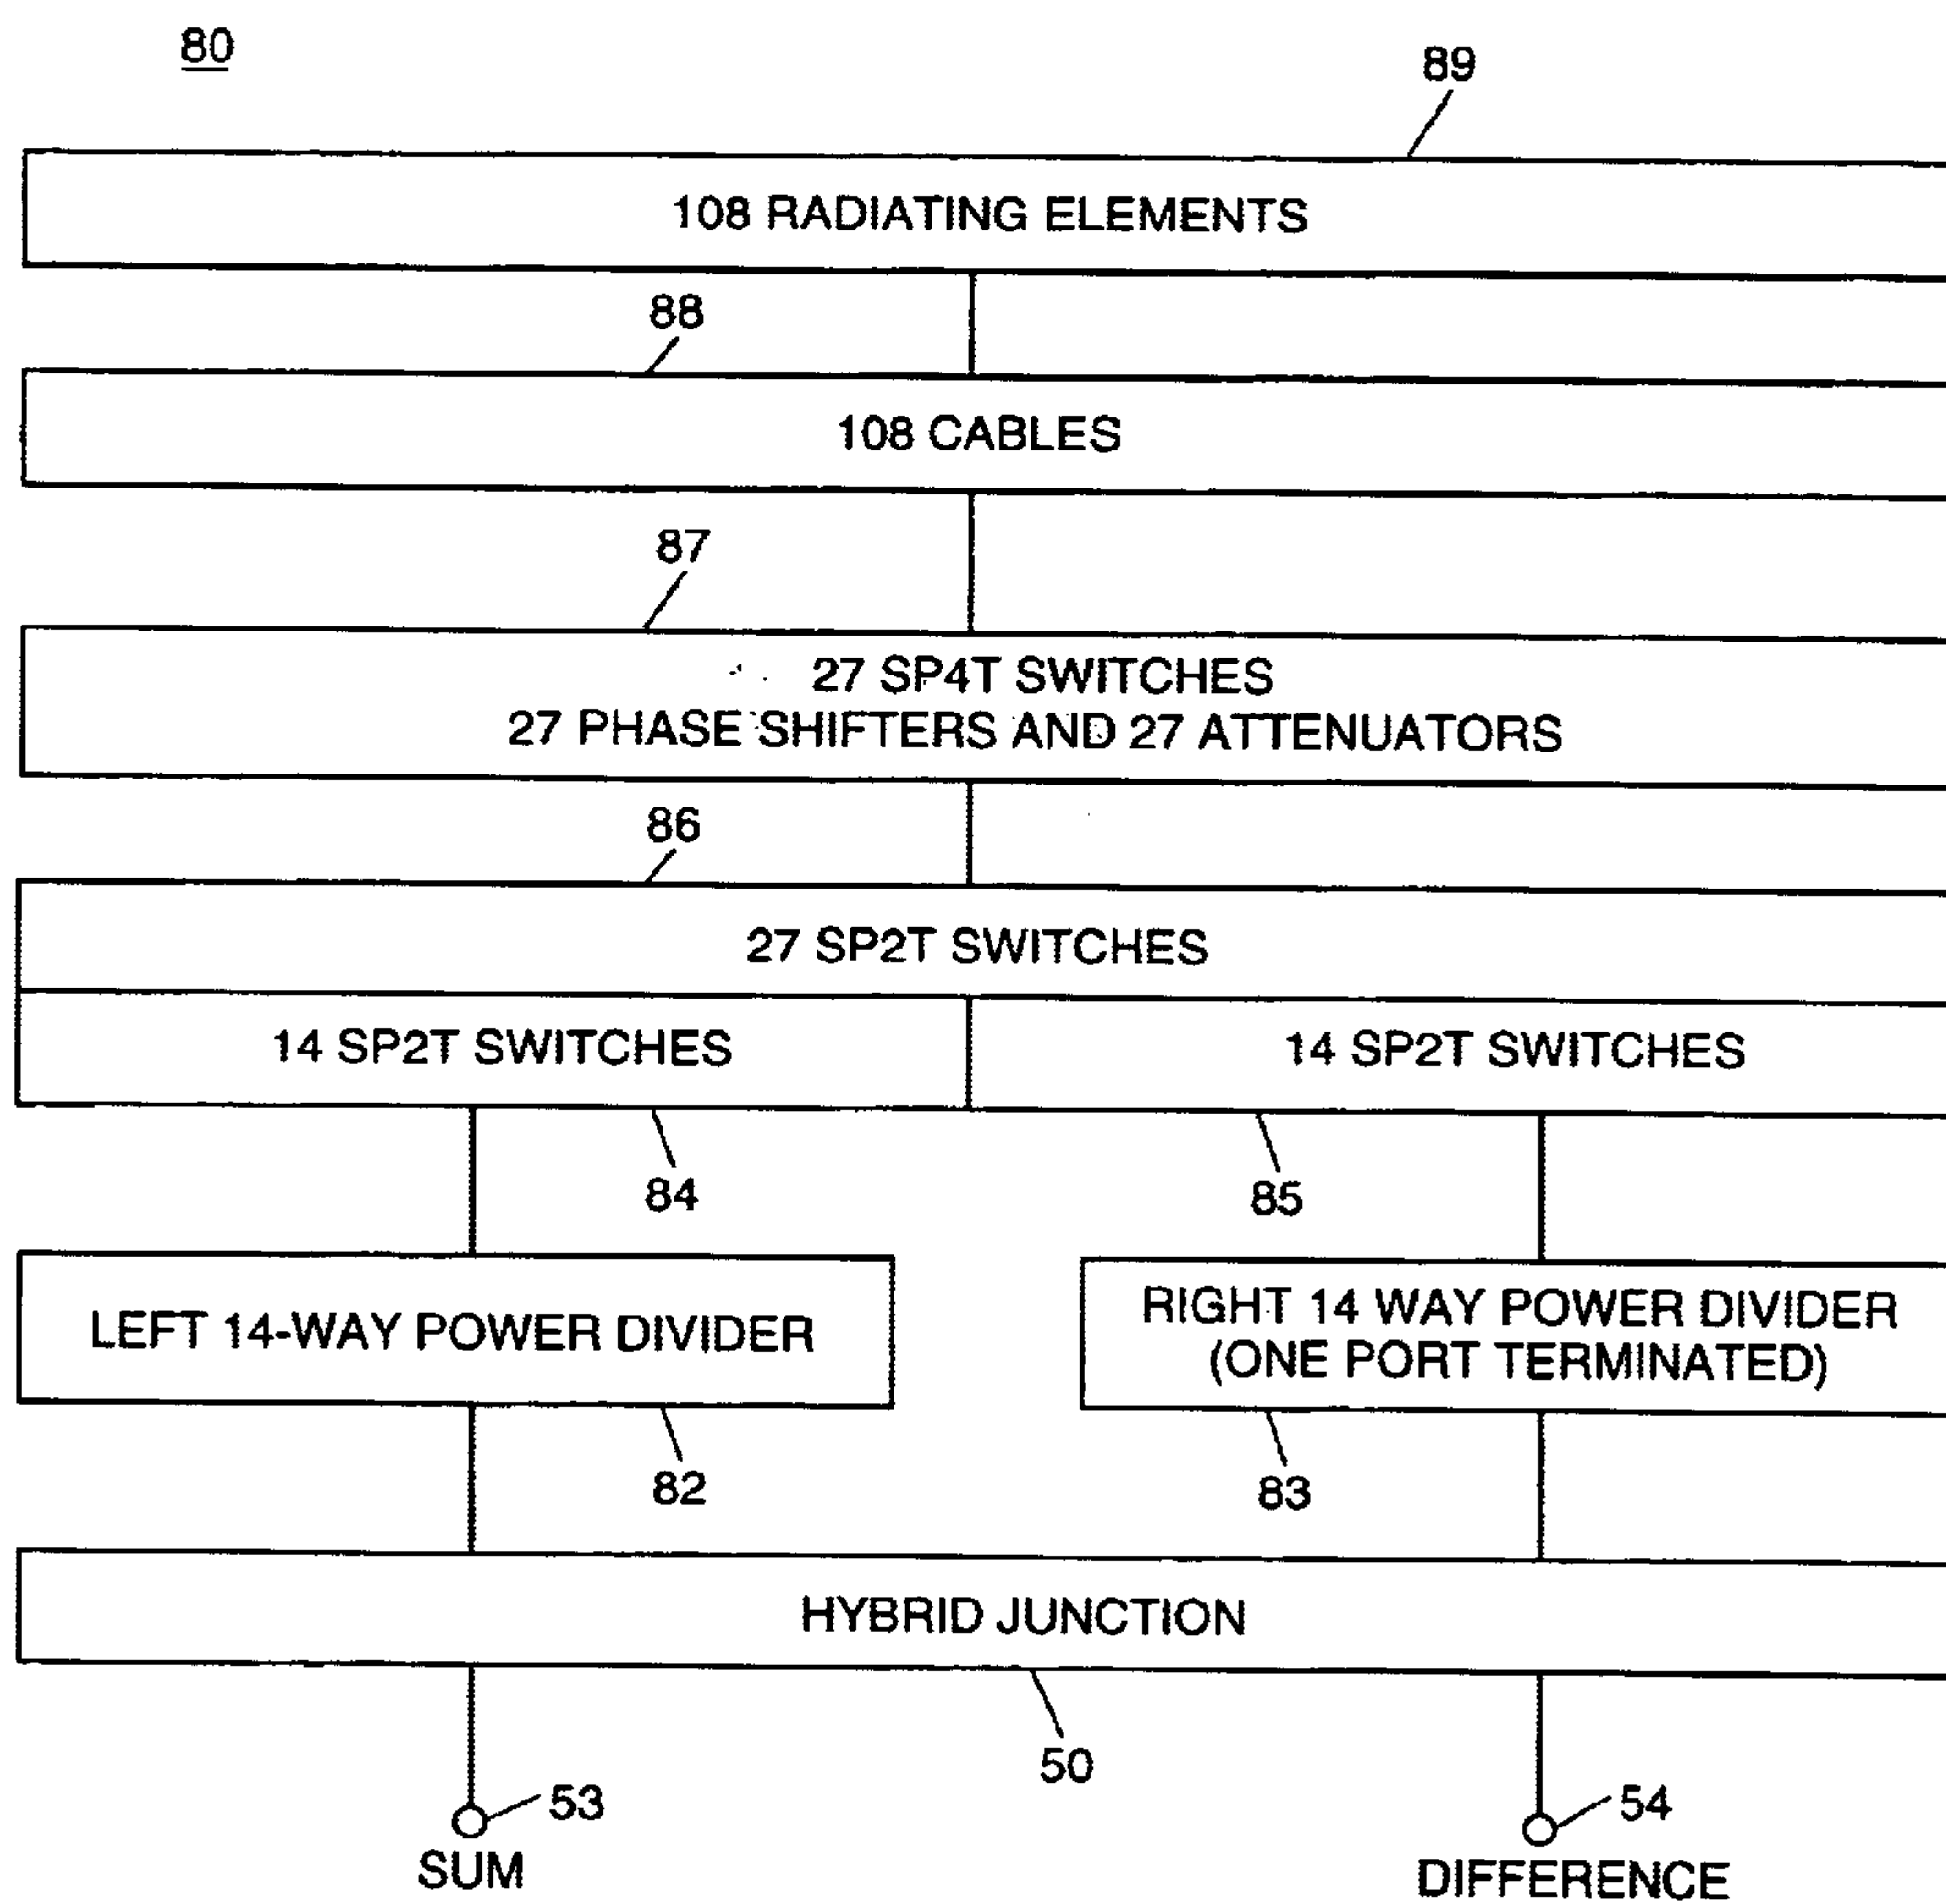 80
89
108 RADIATING ELEMENTS
88
108 CABLES
87
27 SP4T SWITCHES
27 PHASE SHIFTERS AND 27 ATTENUATORS
86
27 SP2T SWITCHES
14 SP2T SWITCHES
14 SP2T SWITCHES
84
85
LEFT 14-WAY POWER DIVIDER
RIGHT 14 WAY POWER DIVIDER
(ONE PORT TERMINATED)
82
83
HYBRID JUNCTION
50
53
54
SUM
DIFFERENCE